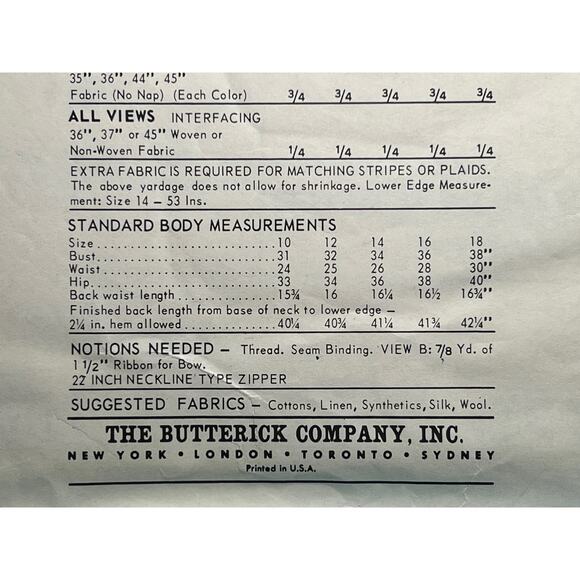 35", 36", 44", 45"
Fabric (No Nap) (Each Color) 3/4 3/4 3/4 3/4 3/4
ALL VIEWS INTERFACING
36", 37" or 45" Woven or
Non-Woven Fabric 1/4 1/4 1/4 1/4 1/4
EXTRA FABRIC IS REQUIRED FOR MATCHING STRIPES OR PLAIDS.
The above yardage does not allow for shrinkage. Lower Edge Measure-
ment: Size 14 – 53 Ins.
STANDARD BODY MEASUREMENTS
Size............................10 12 14 16 18
Bust............................31 32 34 36 38"
Waist...........................24 25 26 28 30"
Hip.............................33 34 36 38 40"
Back waist length...............15¾ 16 16¼ 16½ 16¾"
Finished back length from base of neck to lower edge –
2¼ in. hem allowed..............40¼ 40¾ 41¼ 41¾ 42¼"
NOTIONS NEEDED – Thread. Seam Binding. VIEW B: 7/8 Yd. of
1 1/2" Ribbon for Bow.
22 INCH NECKLINE TYPE ZIPPER
SUGGESTED FABRICS – Cottons, Linen, Synthetics, Silk, Wool.
THE BUTTERICK COMPANY, INC.
NEW YORK • LONDON • TORONTO • SYDNEY
Printed in U.S.A.